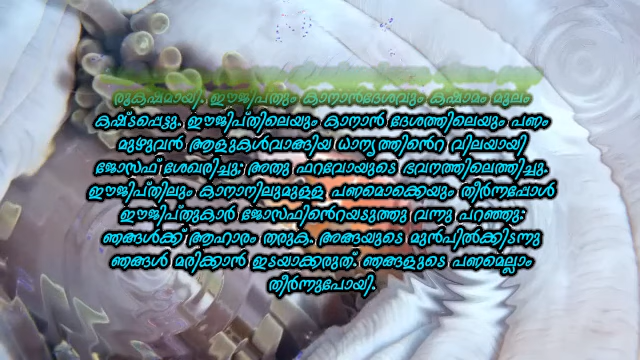 രൂക്ഷമായി. ഈജിപ്തും കാനാൻദേശവും ക്ഷാമം മൂലം
കഷ്ടപ്പെട്ടു. ഈജിപ്തിലെയും കാനാൻ ദേശത്തിലെയും പണം
മുഴുവൻ ആളുകൾവാങ്ങിയ ധാന്യത്തിൻെറ വിലയായി
ജോസഫ് ശേഖരിച്ചു; അതു ഫറവോയുടെ ഭവനത്തിലെത്തിച്ചു.
ഈജിപ്തിലും കാനാനിലുമുളള പണമൊക്കെയും തീർന്നപ്പോൾ
ഈജിപ്തുകാർ ജോസഫിൻെറയടുത്തു വന്നു പറഞ്ഞു:
ഞങ്ങൾക്ക് ആഹാരം തരുക. അങ്ങയുടെ മുൻപിൽക്കിടന്നു
ഞങ്ങൾ മരിക്കാൻ ഇടയാക്കരുത്. ഞങ്ങളുടെ പണമെല്ലാം
തീർന്നുപോയി.